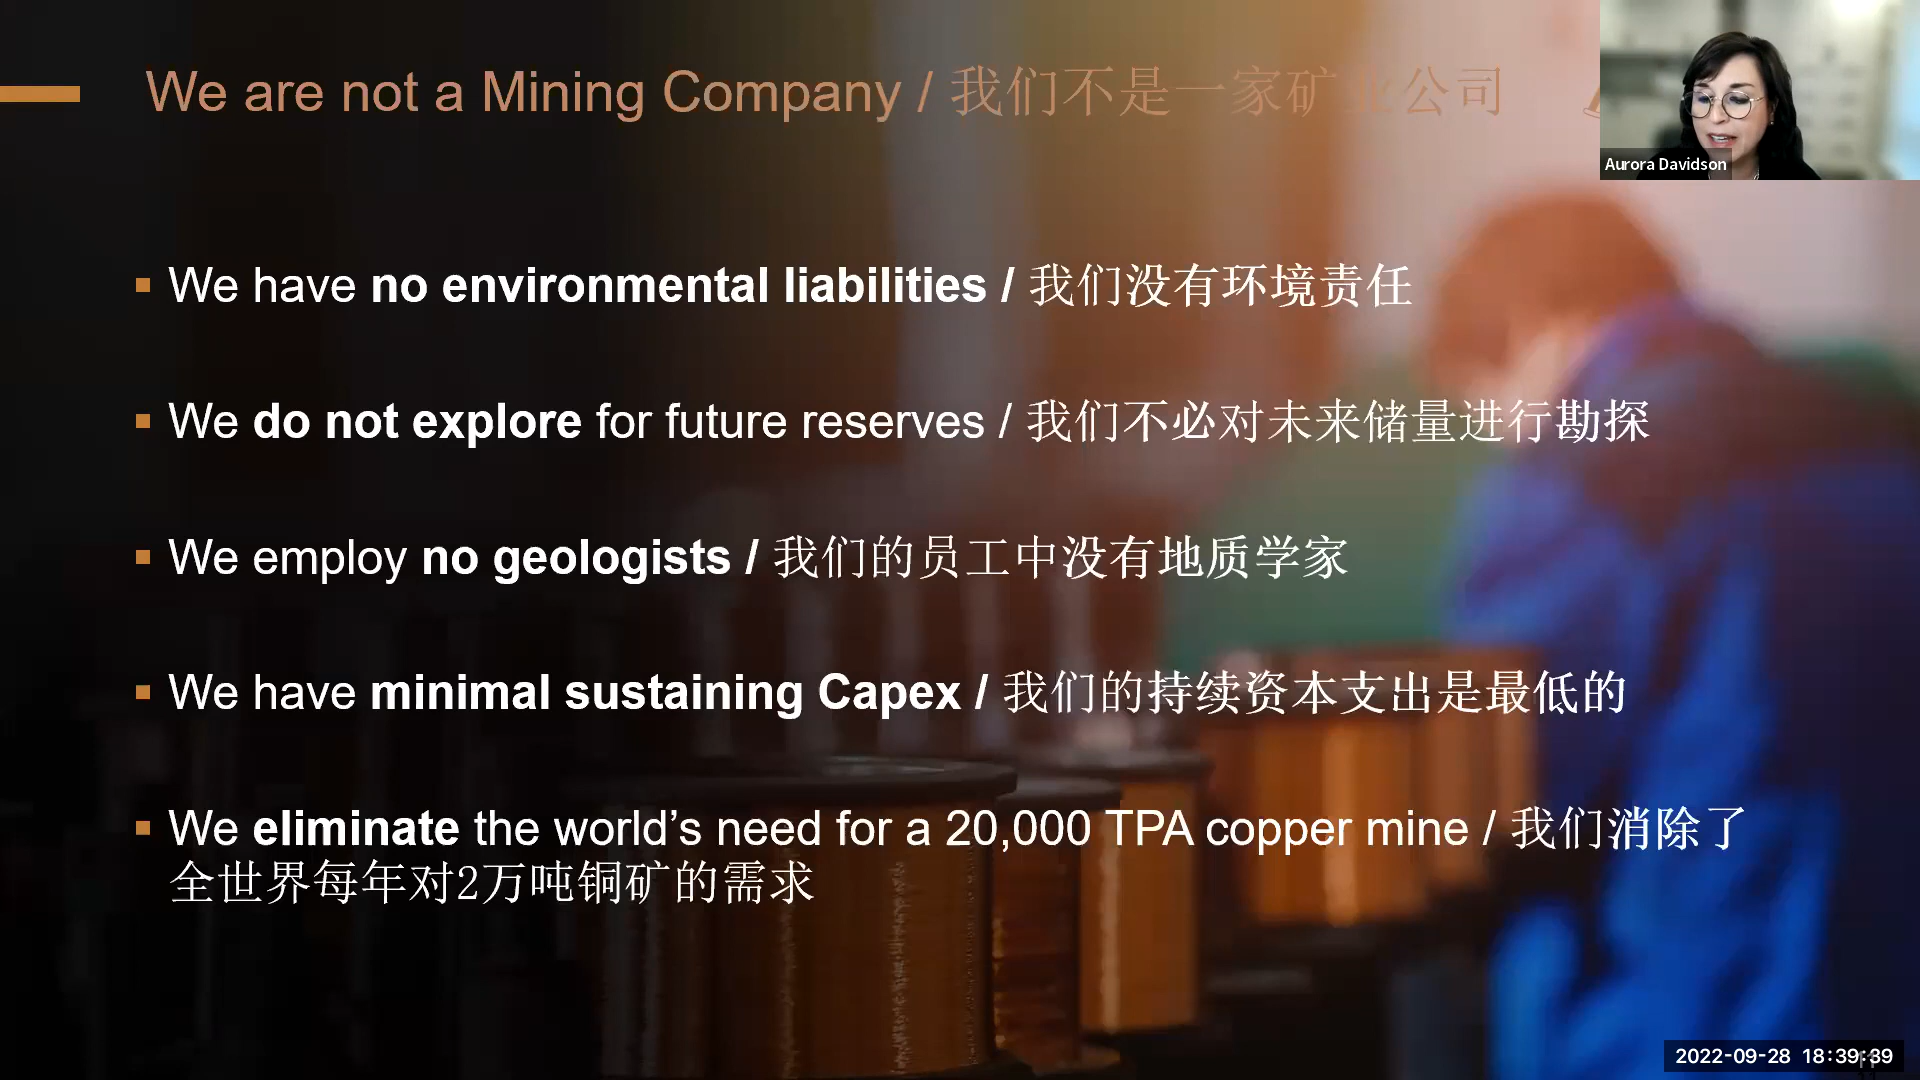 We are not a Mining Company / 我们不是一家矿业公司
Aurora Davidson
▪ We have no environmental liabilities / 我们没有环境责任
▪ We do not explore for future reserves / 我们不必对未来储量进行勘探
▪ We employ no geologists / 我们的员工中没有地质学家
▪ We have minimal sustaining Capex / 我们的持续资本支出是最低的
▪ We eliminate the world’s need for a 20,000 TPA copper mine / 我们消除了
全世界每年对2万吨铜矿的需求
2022-09-28 18:39:39